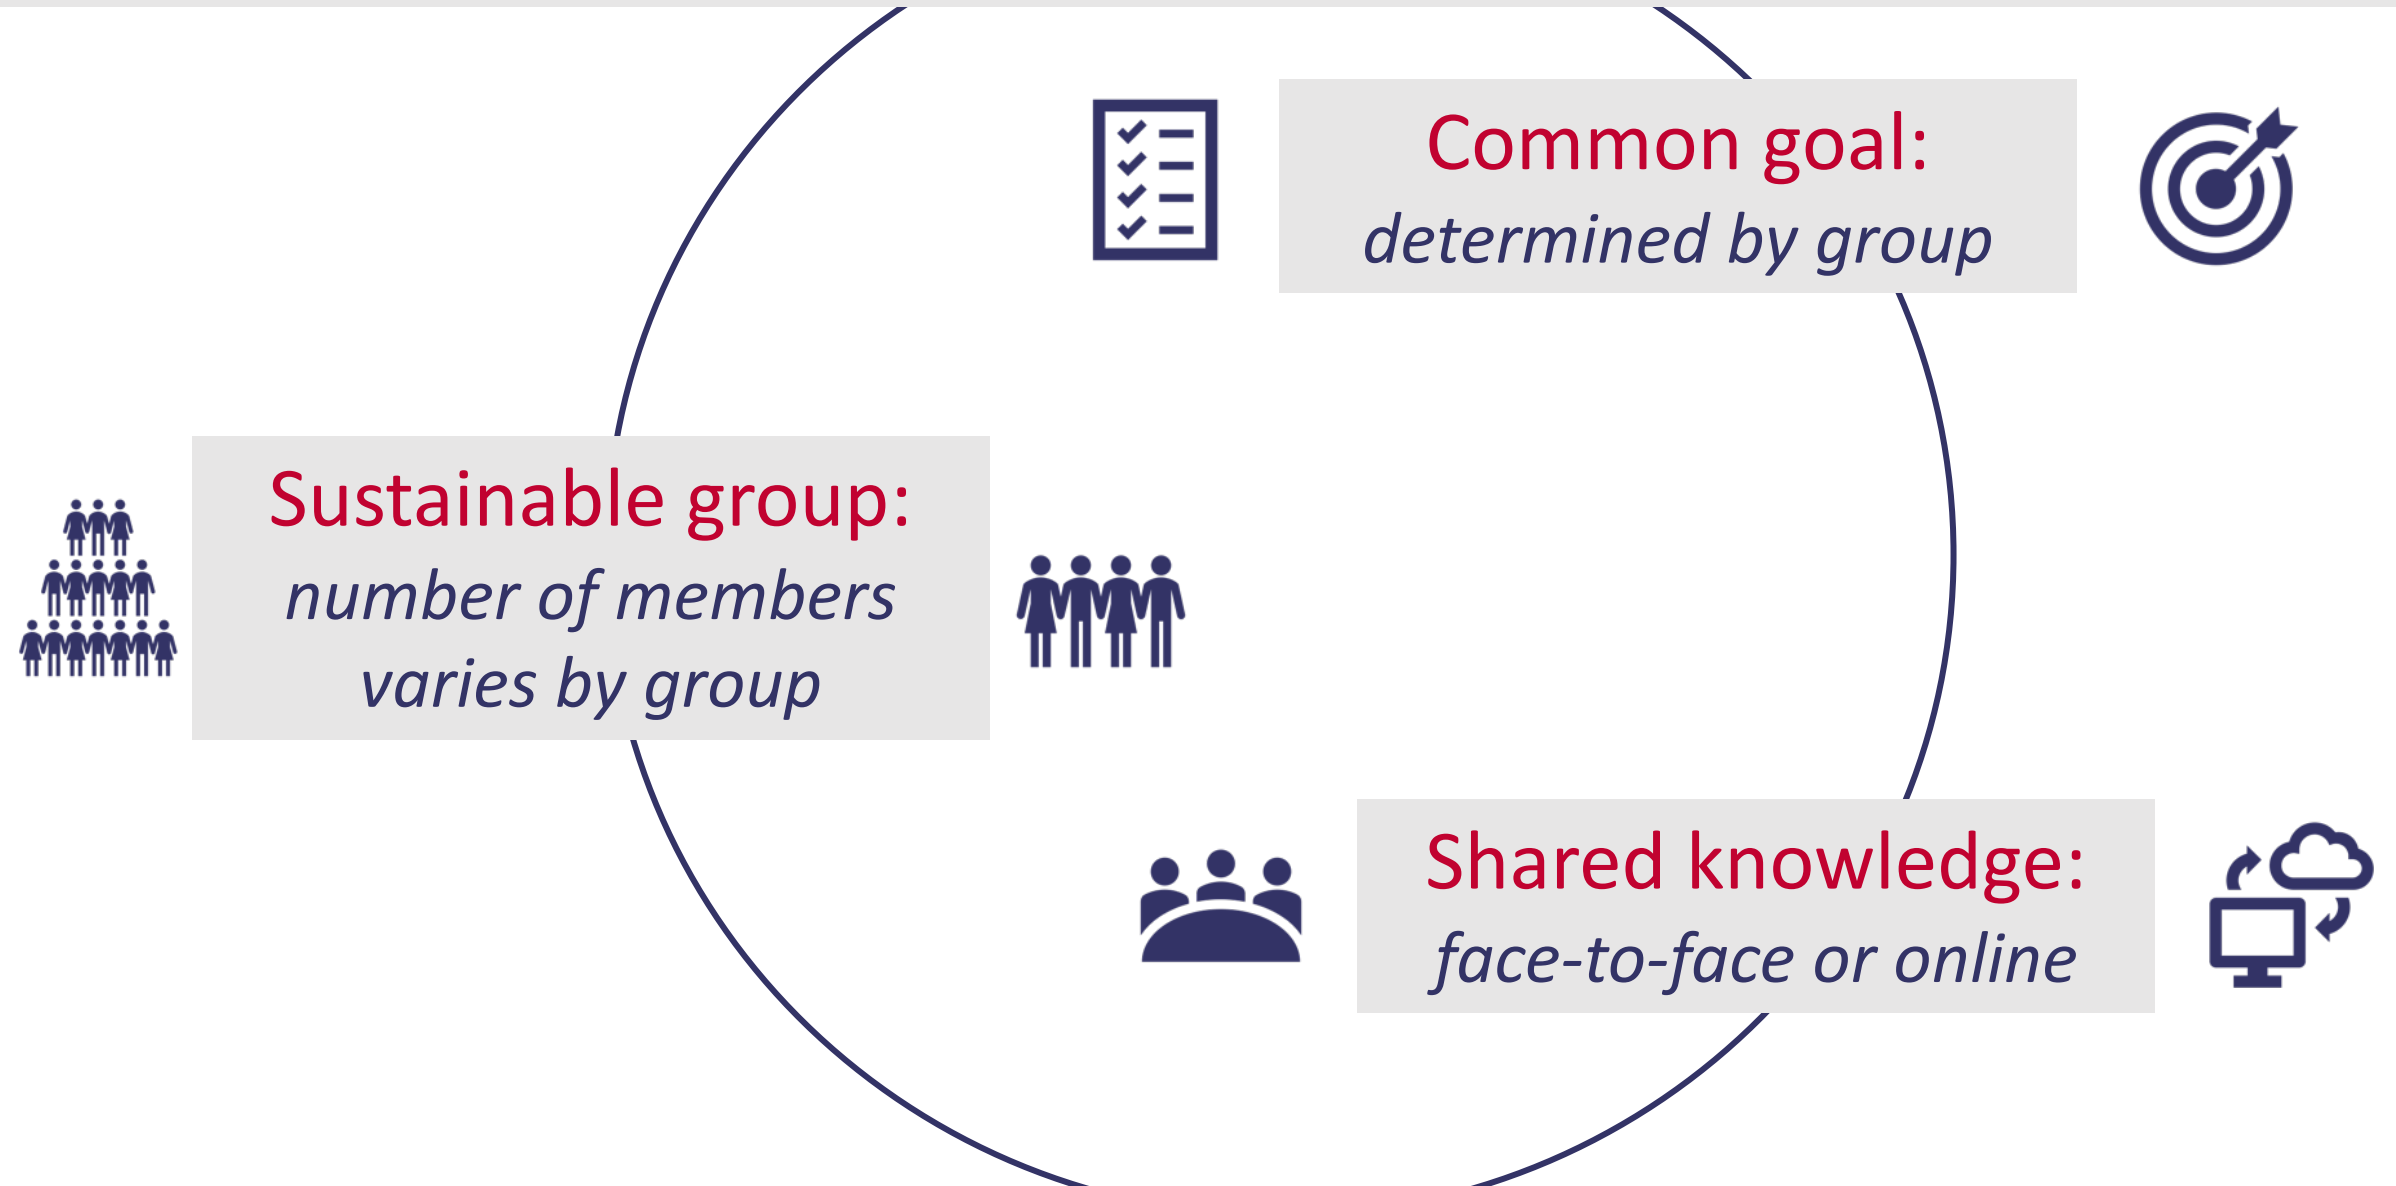 Common goal:
determined by group
Sustainable group:
number of members
varies by group
Shared knowledge:
face-to-face or online